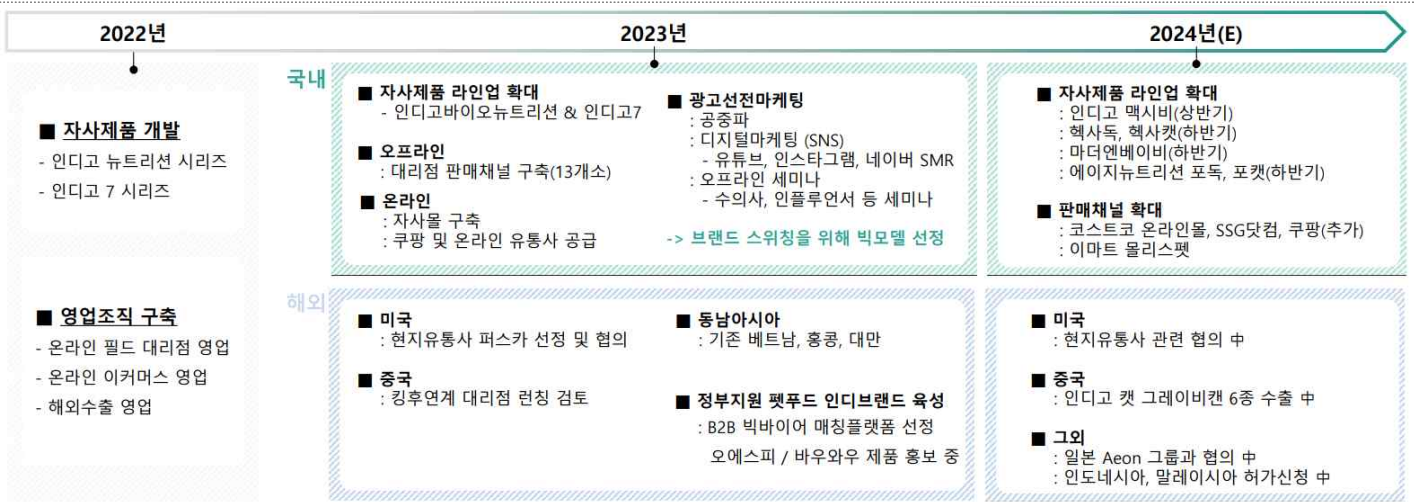 2022년
2023년
2024년(E)
■ 자사제품 개발
- 인디고 뉴트리션 시리즈
- 인디고 7 시리즈
■ 영업조직 구축
- 온라인 필드 대리점 영업
- 온라인 이커머스 영업
- 해외수출 영업
국내
■ 자사제품 라인업 확대
- 인디고바이오뉴트리션 & 인디고7
■ 오프라인
: 대리점 판매채널 구축(13개소)
■ 온라인
: 자사몰 구축
: 쿠팡 및 온라인 유통사 공급
■ 광고선전마케팅
: 공중파
: 디지털마케팅 (SNS)
- 유튜브, 인스타그램, 네이버 SMR
: 오프라인 세미나
- 수의사, 인플루언서 등 세미나
-> 브랜드 스위칭을 위해 빅모델 선정
■ 자사제품 라인업 확대
: 인디고 맥시비(상반기)
: 헥사독, 헥사캣(하반기)
: 마더엔베이비(하반기)
: 에이지뉴트리션 포독, 포캣(하반기)
■ 판매채널 확대
: 코스트코 온라인몰, SSG닷컴, 쿠팡(추가)
: 이마트 몰리스펫
해외
■ 미국
: 현지유통사 퍼스카 선정 및 협의
■ 중국
: 킹후연계 대리점 런칭 검토
■ 동남아시아
: 기존 베트남, 홍콩, 대만
■ 정부지원 펫푸드 인디브랜드 육성
: B2B 빅바이어 매칭플랫폼 선정
오에스피 / 바우와우 제품 홍보 중
■ 미국
: 현지유통사 관련 협의 中
■ 중국
: 인디고 캣 그레이비캔 6종 수출 中
■ 그외
: 일본 Aeon 그룹과 협의 中
: 인도네시아, 말레이시아 허가신청 中